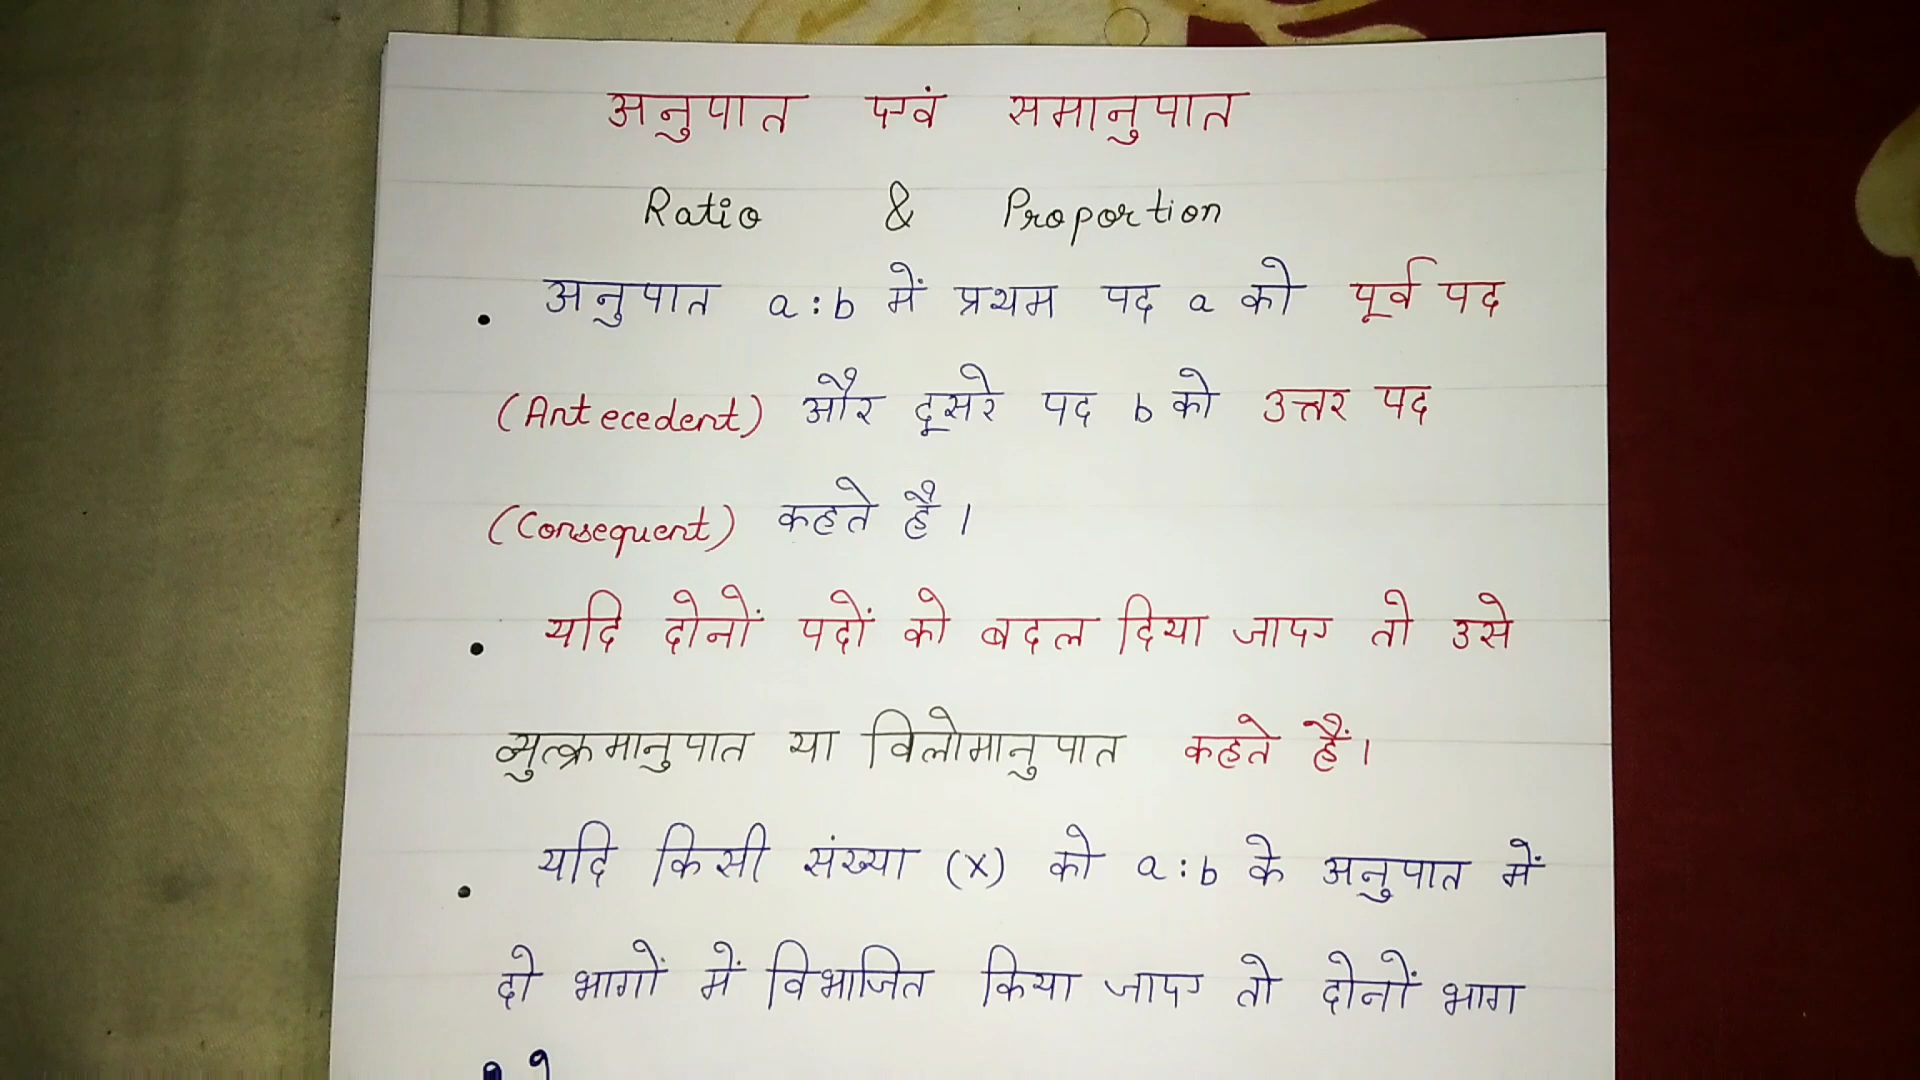 अनुपात एवं समानुपात
Ratio & Proportion
• अनुपात a:b में प्रथम पद a को पूर्व पद
(Antecedent) और दूसरे पद b को उत्तर पद
(Consequent) कहते है।
• यदि दोनों पदों को बदल दिया जाए तो उसे
व्युत्क्रमानुपात या विलोमानुपात कहते हैं।
• यदि किसी संख्या (x) को a:b के अनुपात में
दो भागों में विभाजित किया जाए तो दोनों भाग